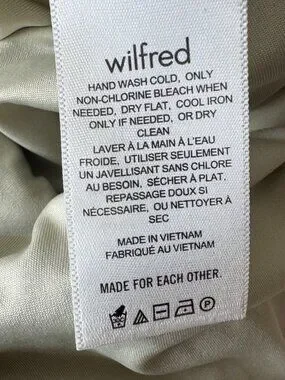 wilfred
HAND WASH COLD, ONLY
NON-CHLORINE BLEACH WHEN
NEEDED, DRY FLAT, COOL IRON
ONLY IF NEEDED, OR DRY
CLEAN
LAVER À LA MAIN À L'EAU
FROIDE, UTILISER SEULEMENT
UN JAVELLISANT SANS CHLORE
AU BESOIN, SÉCHER À PLAT,
REPASSAGE DOUX SI
NÉCESSAIRE, OU NETTOYER À
SEC
MADE IN VIETNAM
FABRIQUÉ AU VIETNAM
MADE FOR EACH OTHER.
P